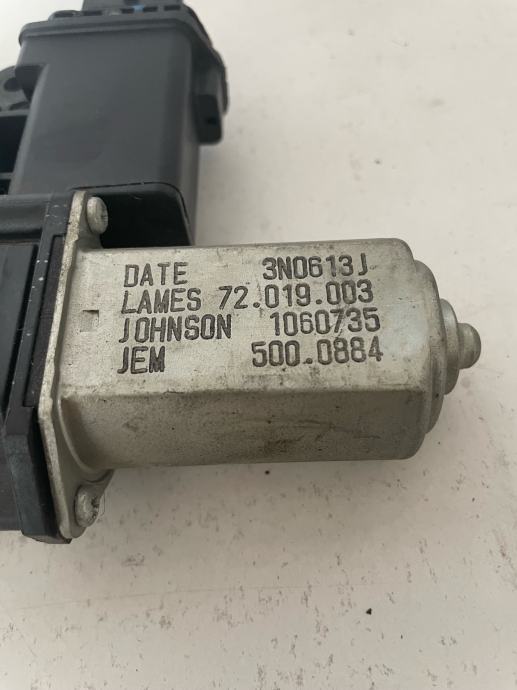 DATE 3N0613J
LAMES 72.019.003
JOHNSON 1060735
JEM 500.0884